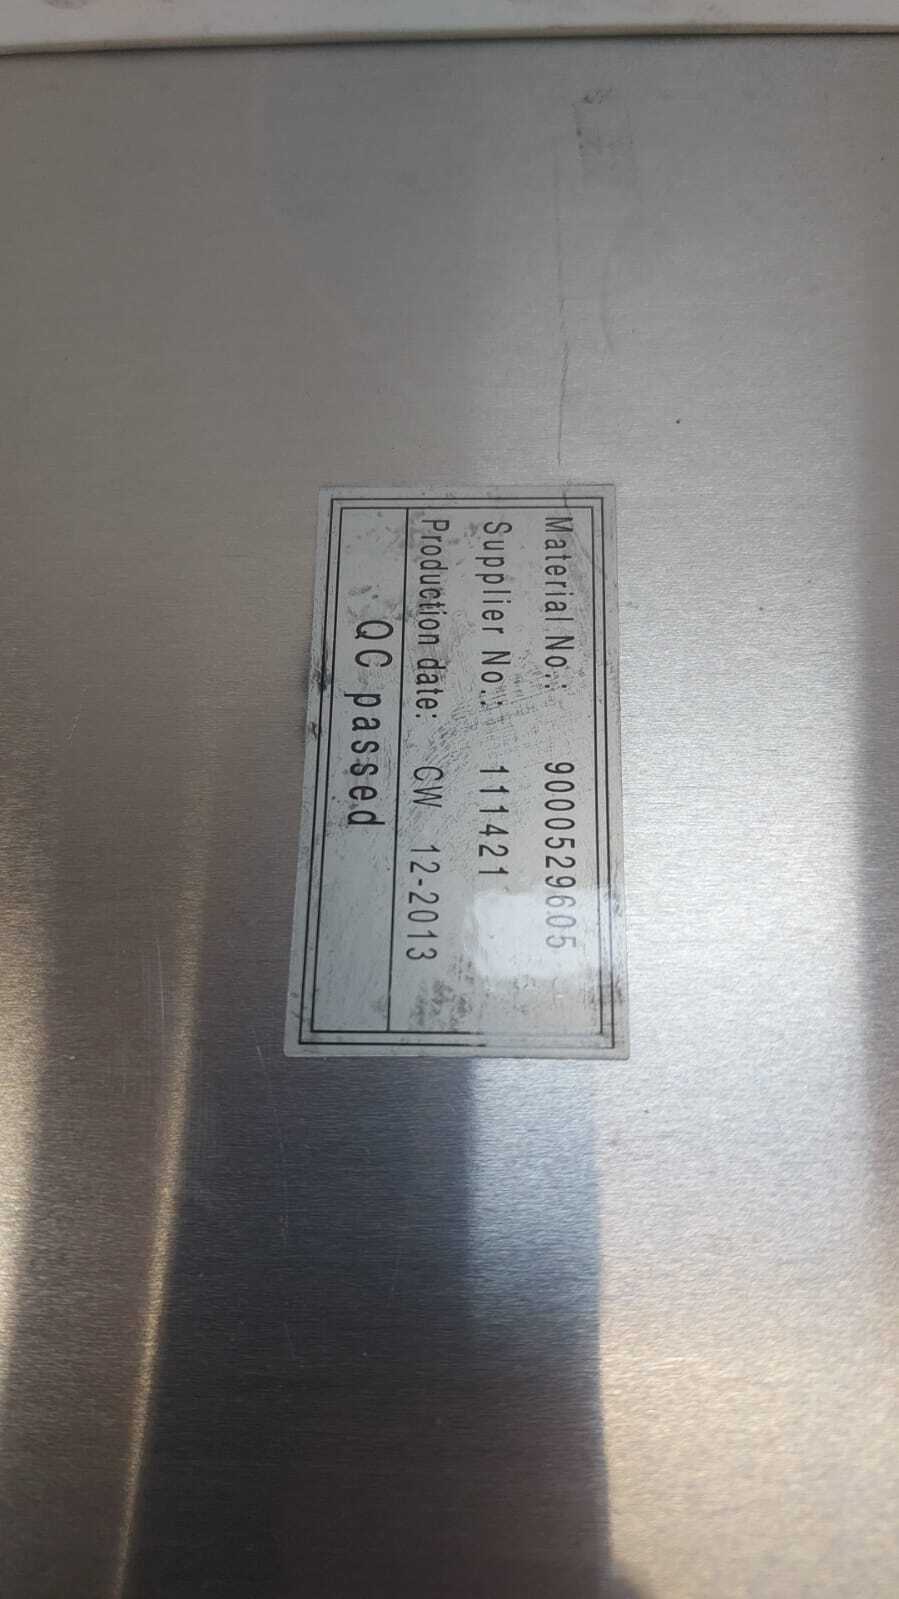 Material No.: 9000529605
Supplier No.: 111421
Production date: CW 12-2013
QC passed